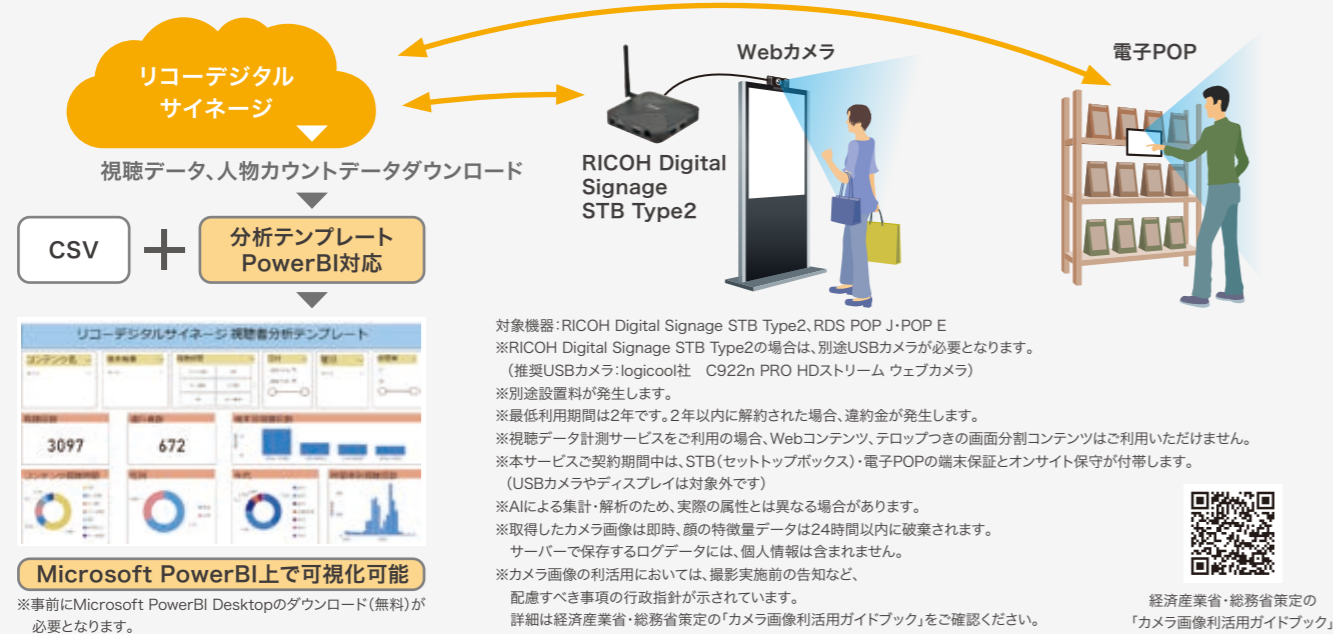 リコーデジタル
サイネージ
視聴データ、人物カウントデータダウンロード
CSV
分析テンプレート
PowerBI対応
リコーデジタルサイネージ 視聴者分析テンプレート
コンテンツ名
3097
672
Microsoft PowerBI上で可視化可能
※事前にMicrosoft PowerBI Desktopのダウンロード(無料)が
必要となります。
Webカメラ
RICOH Digital
Signage
STB Type2
電子POP
対象機器:RICOH Digital Signage STB Type2、RDS POP J・POP E
※RICOH Digital Signage STB Type2の場合は、別途USBカメラが必要となります。
(推奨USBカメラ:logicool社 C922n PRO HDストリーム ウェブカメラ)
※別途設置料が発生します。
※最低利用期間は2年です。2年以内に解約された場合、違約金が発生します。
※視聴データ計測サービスをご利用の場合、Webコンテンツ、テロップつきの画面分割コンテンツはご利用いただけません。
※本サービスご契約期間中は、STB(セットトップボックス)・電子POPの端末保証とオンサイト保守が付帯します。
(USBカメラやディスプレイは対象外です)
※AIによる集計・解析のため、実際の属性とは異なる場合があります。
※取得したカメラ画像は即時、顔の特徴量データは24時間以内に破棄されます。
サーバーで保存するログデータには、個人情報は含まれません。
※カメラ画像の利活用においては、撮影実施前の告知など、
配慮すべき事項の行政指針が示されています。
詳細は経済産業省・総務省策定の「カメラ画像利活用ガイドブック」をご確認ください。
経済産業省・総務省策定の
「カメラ画像利活用ガイドブック」